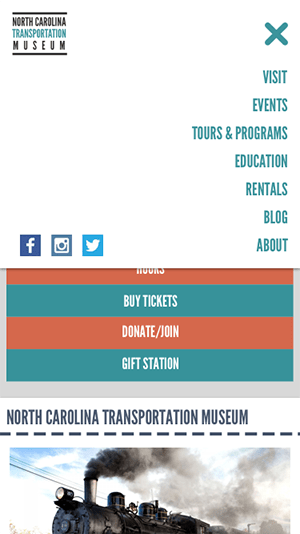 NORTH CAROLINA
TRANSPORTATION
MUSEUM
VISIT
EVENTS
TOURS & PROGRAMS
EDUCATION
RENTALS
BLOG
ABOUT
HOURS
BUY TICKETS
DONATE/JOIN
GIFT STATION
NORTH CAROLINA TRANSPORTATION MUSEUM